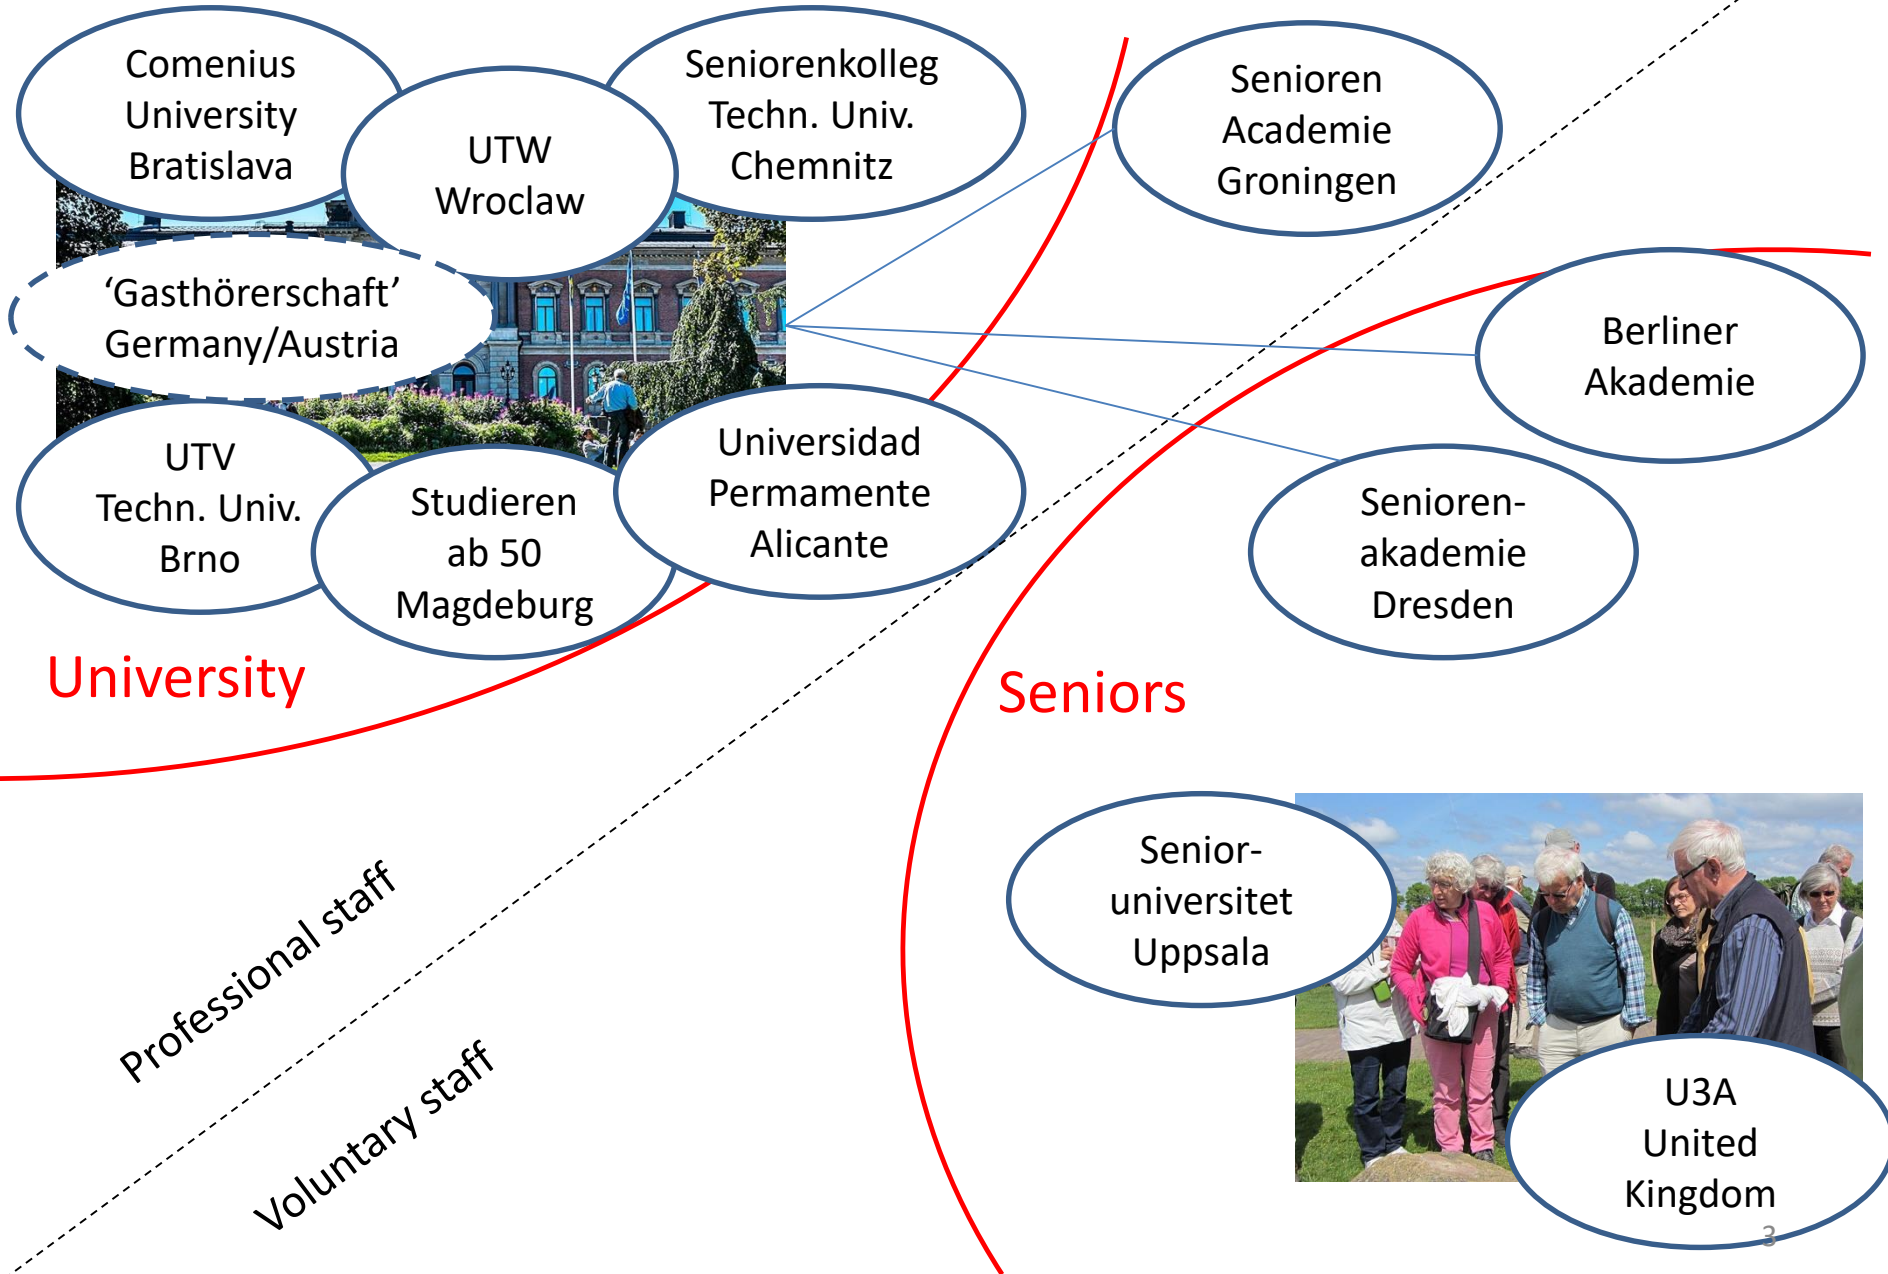 Comenius
University
Bratislava
UTW
Wroclaw
Seniorenkolleg
Techn. Univ.
Chemnitz
Senioren
Academie
Groningen
‘Gasthörerschaft’
Germany/Austria
Berliner
Akademie
UTV
Techn. Univ.
Brno
Studieren
ab 50
Magdeburg
Universidad
Permamente
Alicante
Senioren-
akademie
Dresden
University
Seniors
Professional staff
Voluntary staff
Senior-
universitet
Uppsala
U3A
United
Kingdom
3